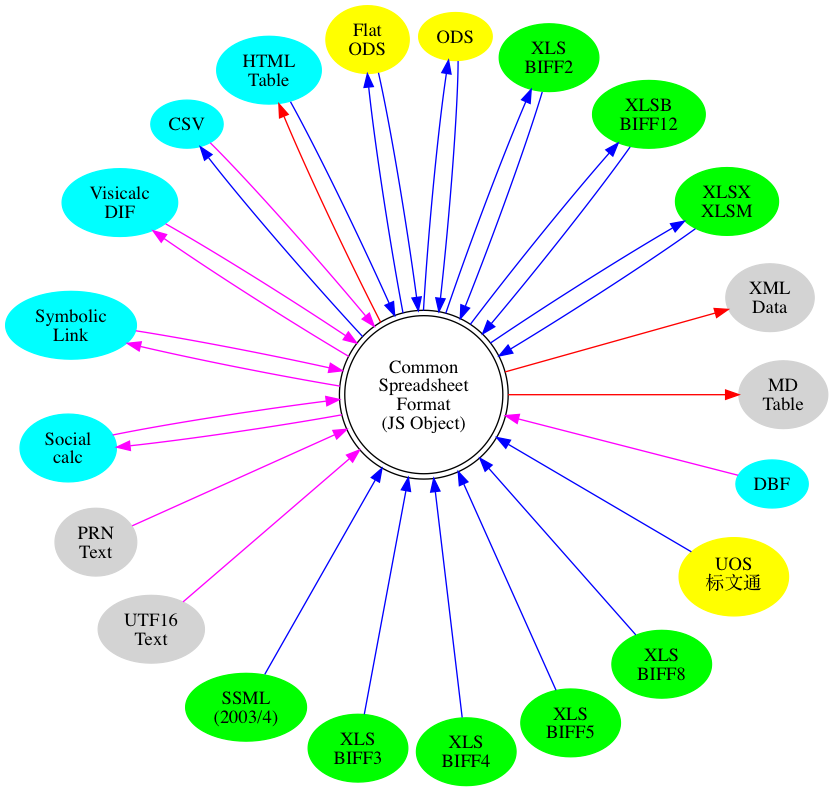 Flat
ODS
ODS
XLS
BIFF2
HTML
Table
XLSB
BIFF12
CSV
Visicalc
DIF
XLSX
XLSM
XML
Data
Symbolic
Link
Common
Spreadsheet
Format
(JS Object)
MD
Table
Social
calc
DBF
PRN
Text
UOS
标文通
UTF16
Text
XLS
BIFF8
SSML
(2003/4)
XLS
BIFF3
XLS
BIFF4
XLS
BIFF5